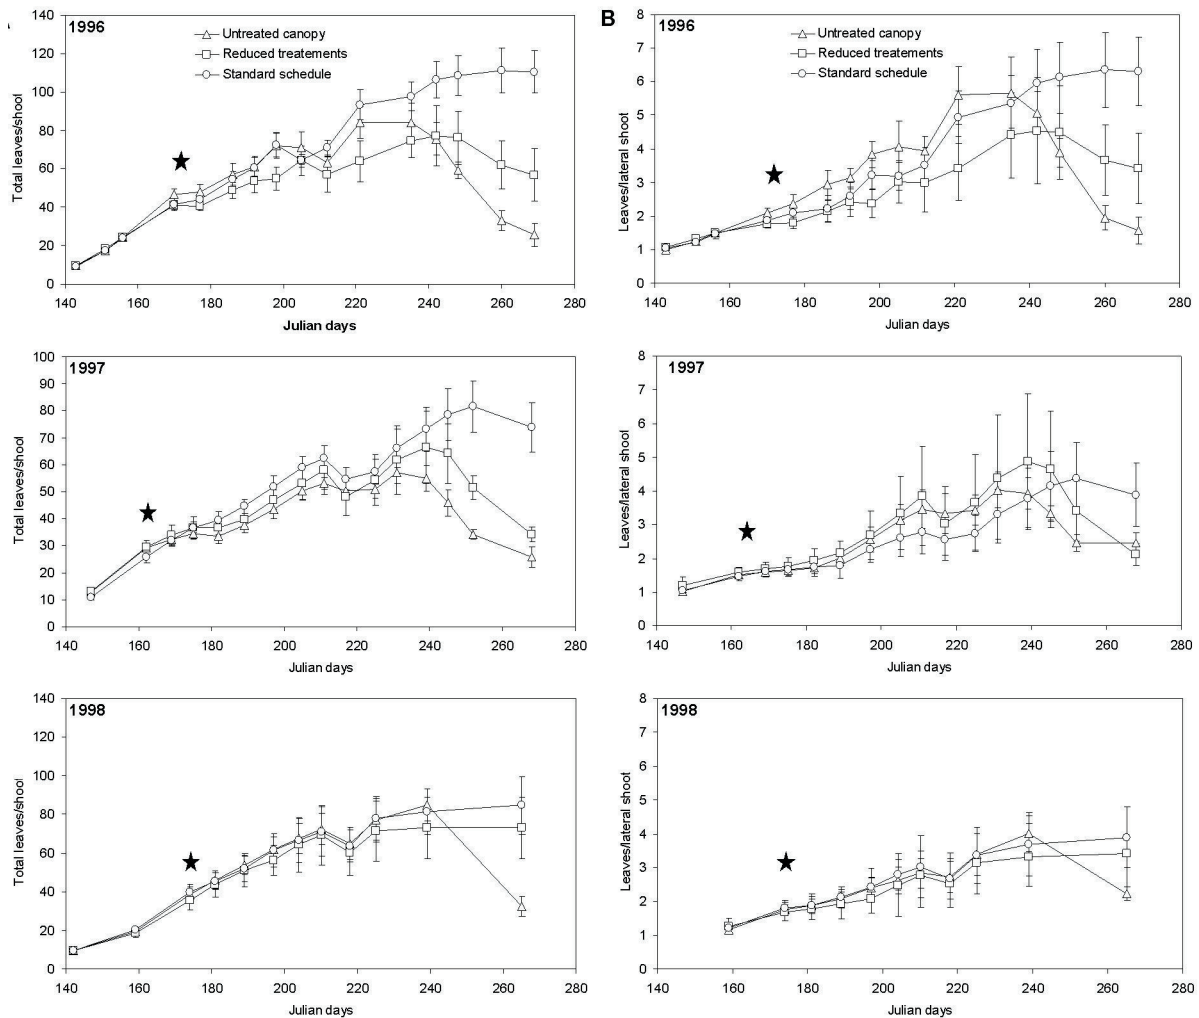 1996
Total leaves/shoot
140
120
100
80
60
40
20
0
Untreated canopy
Reduced treatements
Standard schedule
140 160 180 200 220 240 260 280
Julian days
B
1996
Leaves/lateral shoot
8
7
6
5
4
3
2
1
0
Untreated canopy
Reduced treatements
Standard schedule
140 160 180 200 220 240 260 280
Julian days
1997
Total leaves/shool
100
90
80
70
60
50
40
30
20
10
0
140 160 180 200 220 240 260 280
Julian days
1997
Leaves/lateral shoot
8
7
6
5
4
3
2
1
0
140 160 180 200 220 240 260 280
Julian days
1998
Total leaves/shool
140
120
100
80
60
40
20
0
140 160 180 200 220 240 260 280
Julian days
1998
Leaves/lateral shoot
8
7
6
5
4
3
2
1
0
140 160 180 200 220 240 260 280
Julian days